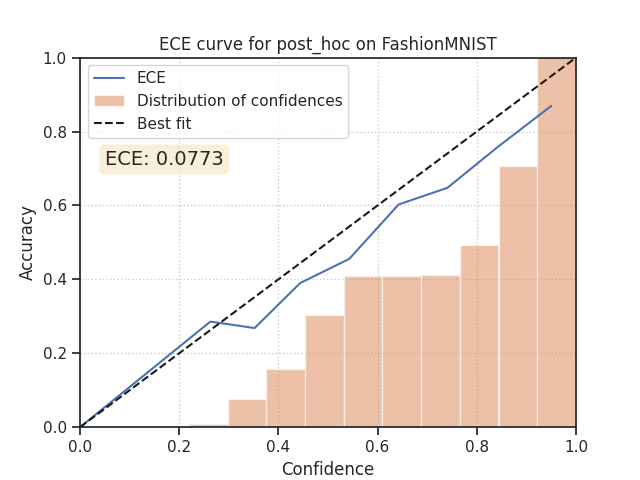 ECE curve for post_hoc on FashionMNIST
1.0
0.8
0.6
0.4
0.2
0.0
Accuracy
ECE
Distribution of confidences
Best fit
ECE: 0.0773
0.0 0.2 0.4 0.6 0.8 1.0
Confidence